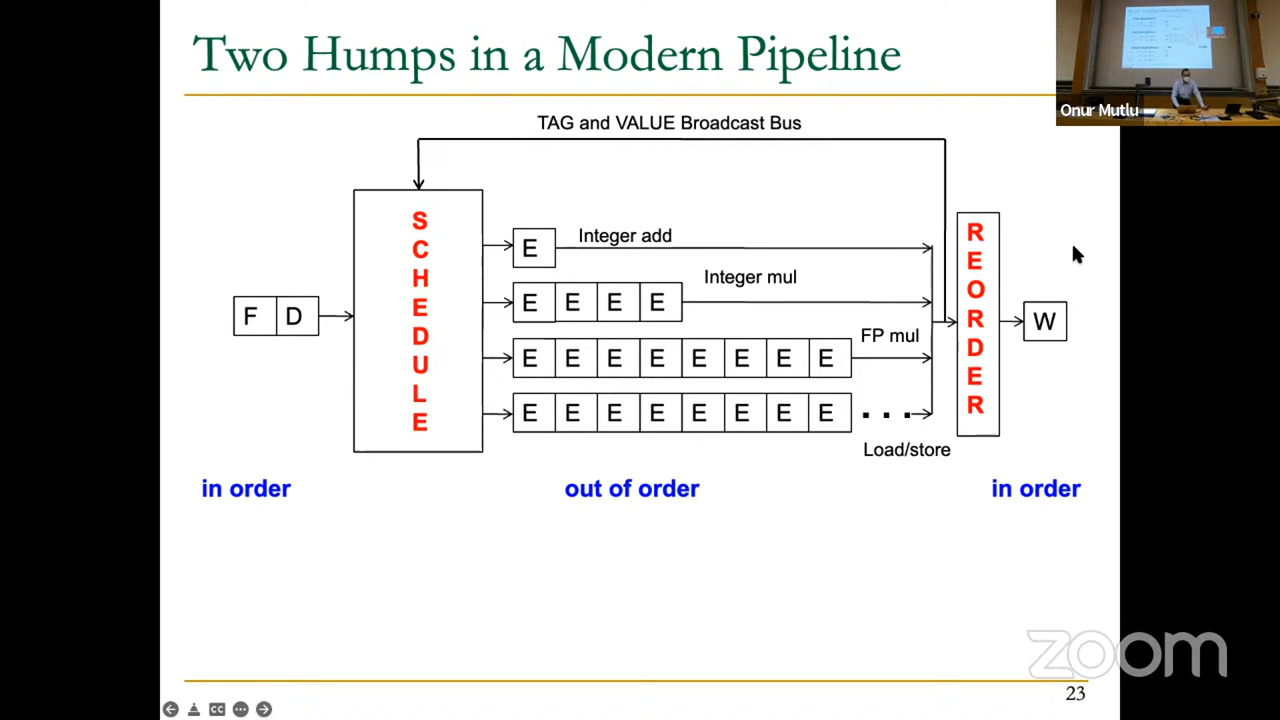 Two Humps in a Modern Pipeline
Onur Mutlu
TAG and VALUE Broadcast Bus
S
C
H
E
D
U
L
E
F D
E
Integer add
E E E E
Integer mul
E E E E E E E E
FP mul
E E E E E E E E . . .
Load/store
R
E
O
R
D
E
R
W
in order
out of order
in order
zoom
23
CC